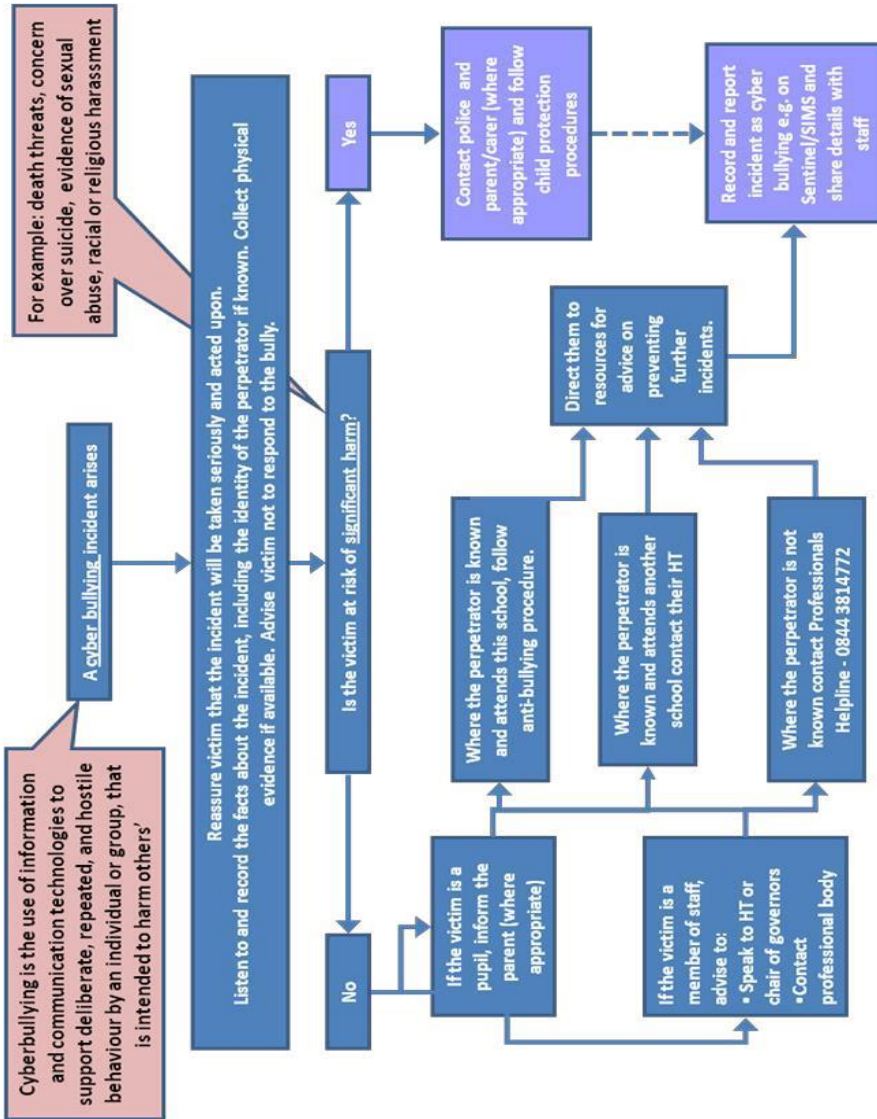 Cyberbullying is the use of information
and communication technologies to
support deliberate, repeated, and hostile
behaviour by an individual or group, that
is intended to harm others’
A cyber bullying incident arises
For example: death threats, concern
over suicide, evidence of sexual
abuse, racial or religious harassment
Reassure victim that the incident will be taken seriously and acted upon.
Listen to and record the facts about the incident, including the identity of the perpetrator if known. Collect physical
evidence if available. Advise victim not to respond to the bully.
Is the victim at risk of significant harm?
No
Yes
If the victim is a
pupil, inform the
parent (where
appropriate)
If the victim is a
member of staff,
advise to:
• Speak to HT or
chair of governors
•Contact
professional body
Where the perpetrator is known
and attends this school, follow
anti-bullying procedure.
Where the perpetrator is
known and attends another
school contact their HT
Where the perpetrator is not
known contact Professionals
Helpline - 0844 3814772
Direct them to
resources for
advice on
preventing
further
incidents.
Contact police and
parent/carer (where
appropriate) and follow
child protection
procedures
Record and report
incident as cyber
bullying e.g. on
Sentinel/SIMS and
share details with
staff